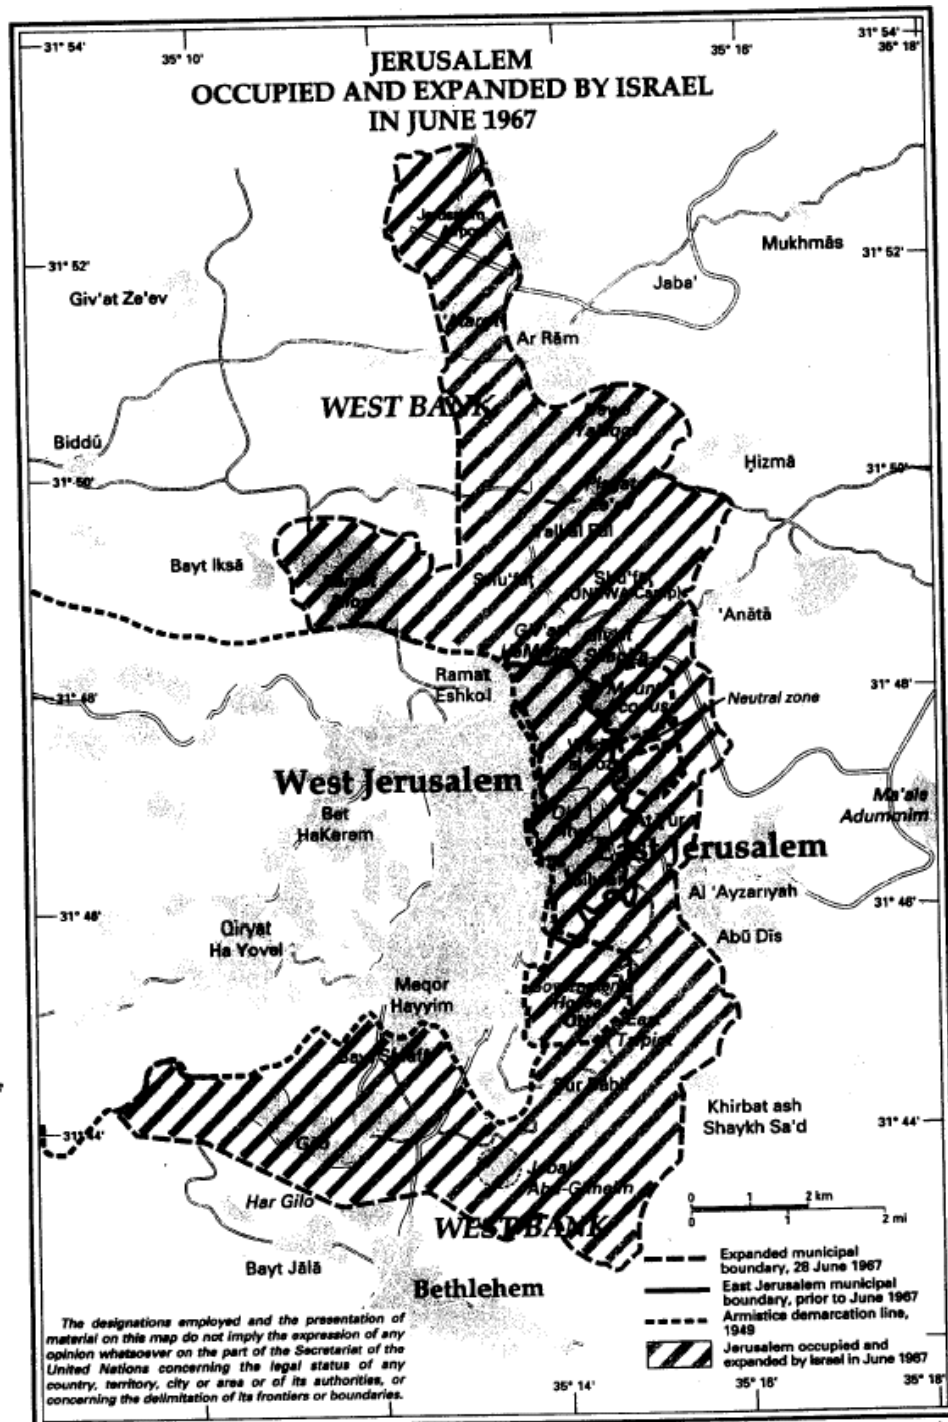 31° 54'
35° 10'
35° 16'
31° 54'
36° 18'
JERUSALEM
OCCUPIED AND EXPANDED BY ISRAEL
IN JUNE 1967
Mukhmās
31° 52'
31° 52'
Jaba'
Giv'at Ze'ev
Ar Rām
WEST BANK
Biddū
Ḥizmā
31° 50'
31° 50'
Bayt Iksā
'Anātā
Ramat
Eshkol
31° 48'
31° 48'
Neutral zone
West Jerusalem
Ma'ale
Adummim
Bet
HaKerem
East Jerusalem
Al 'Ayzarıyah
31° 46'
31° 46'
Abū Dīs
Qiryat
Ha Yovel
Meqor
Hayyim
Khirbat ash
Shaykh Sa'd
31° 44'
31° 44'
Gilo
Har Gilo
WEST BANK
Bayt Jālā
Bethlehem
0 1 2 km
0 1 2 mi
Expanded municipal
boundary, 28 June 1967
East Jerusalem municipal
boundary, prior to June 1967
Armistice demarcation line,
1949
Jerusalem occupied and
expanded by Israel in June 1967
The designations employed and the presentation of
material on this map do not imply the expression of any
opinion whatsoever on the part of the Secretariat of the
United Nations concerning the legal status of any
country, territory, city or area or of its authorities, or
concerning the delimitation of its frontiers or boundaries.
35° 14'
35° 16'
35° 18'